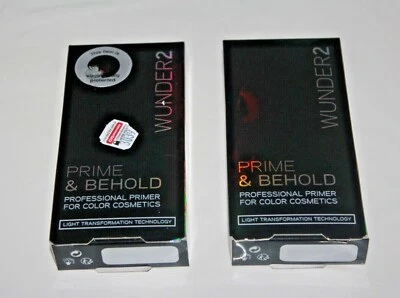 WUNDER2
PRIME
& BEHOLD
PROFESSIONAL PRIMER
FOR COLOR COSMETICS
LIGHT TRANSFORMATION TECHNOLOGY
WUNDER2
PRIME
& BEHOLD
PROFESSIONAL PRIMER
FOR COLOR COSMETICS
LIGHT TRANSFORMATION TECHNOLOGY